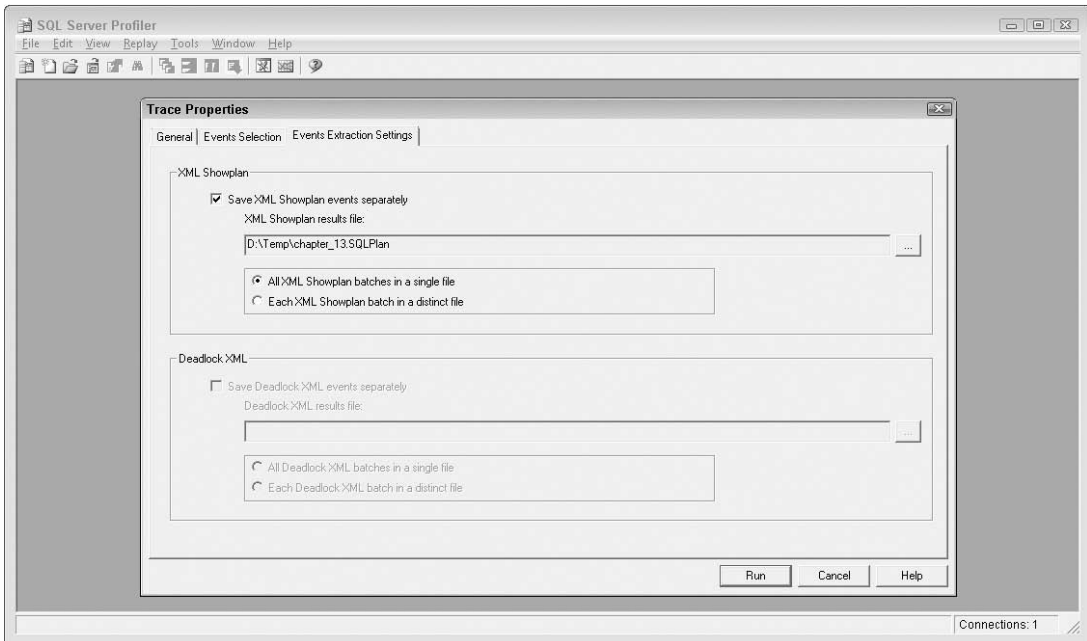 SQL Server Profiler
File Edit View Replay Tools Window Help
Trace Properties
General Events Selection Events Extraction Settings
XML Showplan
Save XML Showplan events separately
XML Showplan results file:
D:\Temp\chapter_13.SQLPlan
...
All XML Showplan batches in a single file
Each XML Showplan batch in a distinct file
Deadlock XML
Save Deadlock XML events separately
Deadlock XML results file:
...
All Deadlock XML batches in a single file
Each Deadlock XML batch in a distinct file
Run Cancel Help
Connections: 1